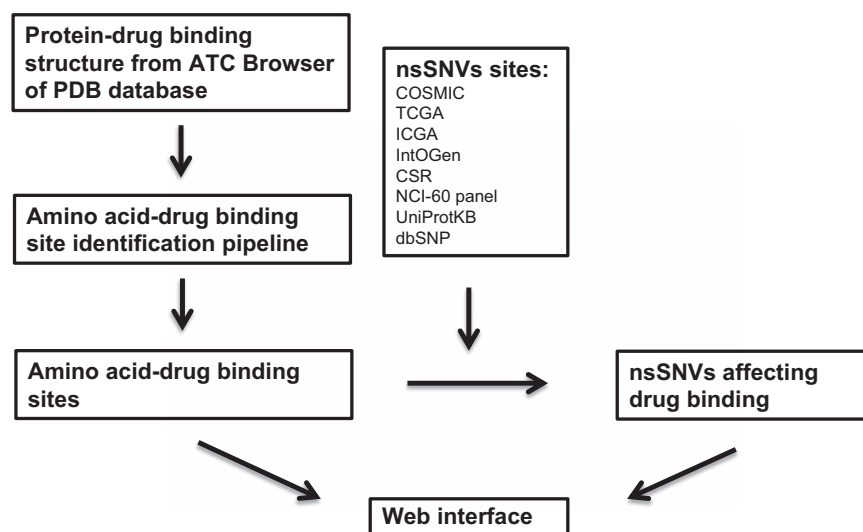 Protein-drug binding
structure from ATC Browser
of PDB database
nsSNVs sites:
COSMIC
TCGA
ICGA
IntOGen
CSR
NCI-60 panel
UniProtKB
dbSNP
Amino acid-drug binding
site identification pipeline
Amino acid-drug binding
sites
nsSNVs affecting
drug binding
Web interface